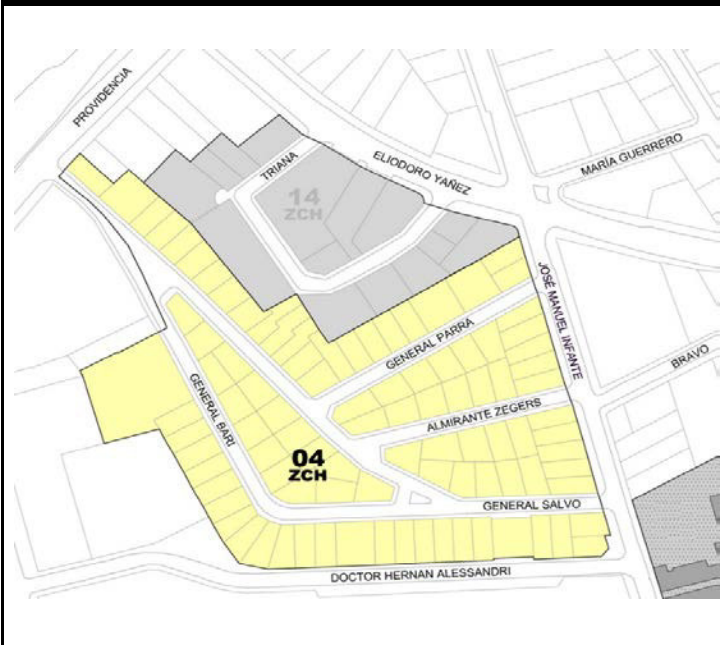 PROVIDENCIA
TRIANA
ELIODORO YAÑEZ
MARÍA GUERRERO
14
ZCH
JOSÉ MANUEL INFANTE
GENERAL PARRA
BRAVO
GENERAL BARI
ALMIRANTE ZEGERS
04
ZCH
GENERAL SALVO
DOCTOR HERNAN ALESSANDRI